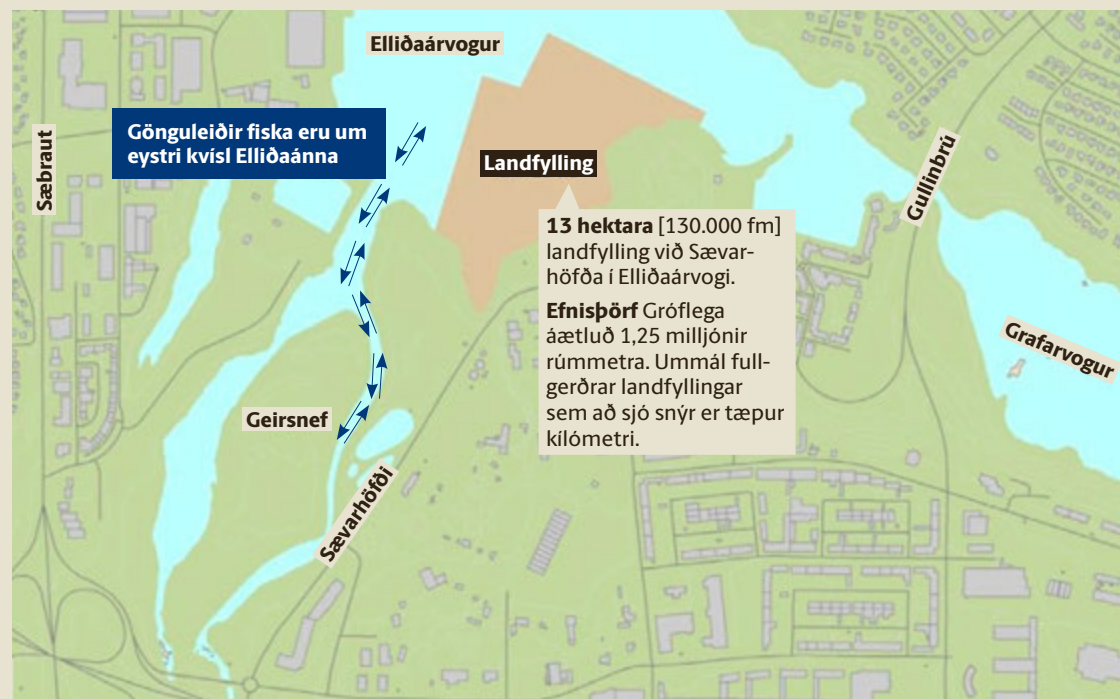 Elliðaárvogur
Gönguleiðir fiska eru um
eystri kvísl Elliðaánna
Sæbraut
Landfylling
Gullinbrú
13 hektara [130.000 fm]
landfylling við Sævar-
höfða í Elliðaárvogi.
Efnisþörf Gróflega
áætluð 1,25 milljónir
rúmmetra. Ummál full-
gerðrar landfyllingar
sem að sjó snýr er tæpur
kílómetri.
Grafarvogur
Geirsnef
Sævarhöfði